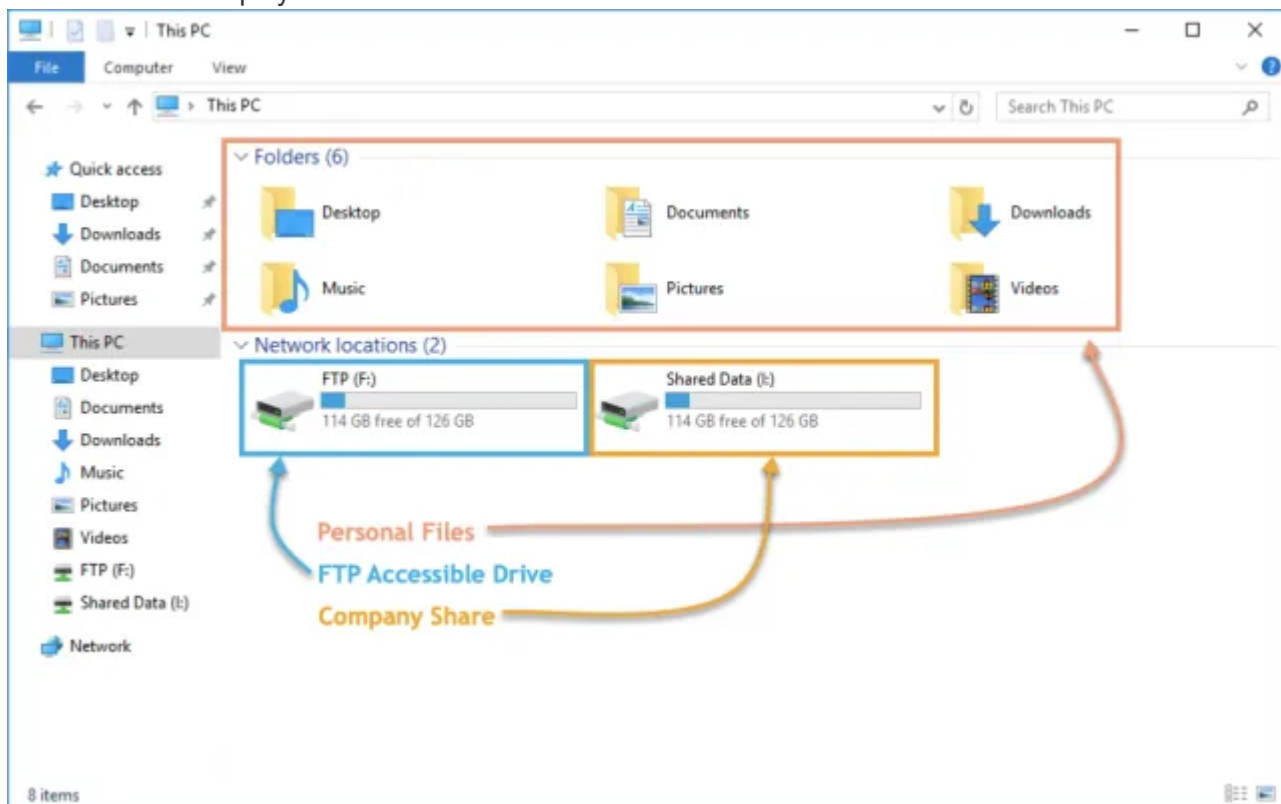 This PC
File Computer View
This PC Search This PC
Quick access
Desktop
Downloads
Documents
Pictures
This PC
Desktop
Documents
Downloads
Music
Pictures
Videos
FTP (F:)
Shared Data (I:)
Network
Folders (6)
Desktop Documents Downloads
Music Pictures Videos
Network locations (2)
FTP (F:) Shared Data (I:)
114 GB free of 126 GB 114 GB free of 126 GB
Personal Files
FTP Accessible Drive
Company Share
8 items